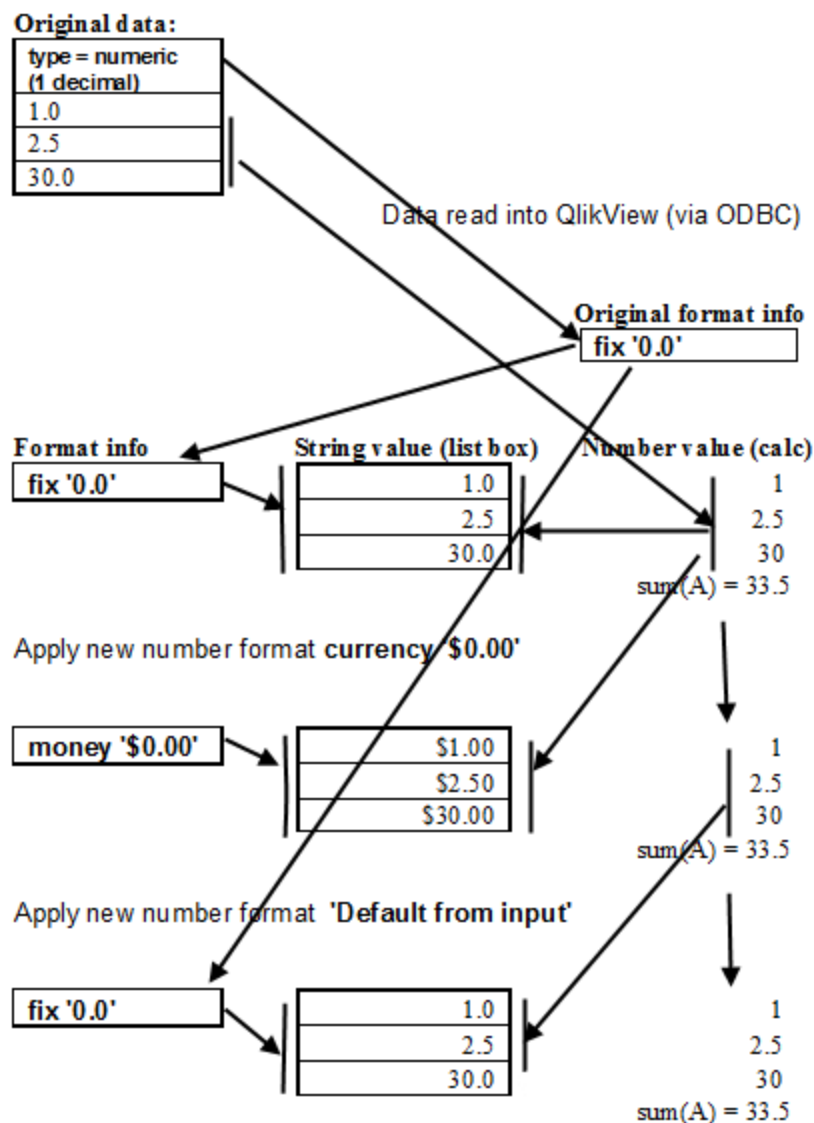 Original data:
type = numeric
(1 decimal)
1.0
2.5
30.0
Data read into QlikView (via ODBC)
Original format info
fix '0.0'
Format info
String value (list box)
Number value (calc)
fix '0.0'
1.0
2.5
30.0
1
2.5
30
sum(A) = 33.5
Apply new number format currency '$0.00'
money '$0.00'
$1.00
$2.50
$30.00
1
2.5
30
sum(A) = 33.5
Apply new number format 'Default from input'
fix '0.0'
1.0
2.5
30.0
1
2.5
30
sum(A) = 33.5